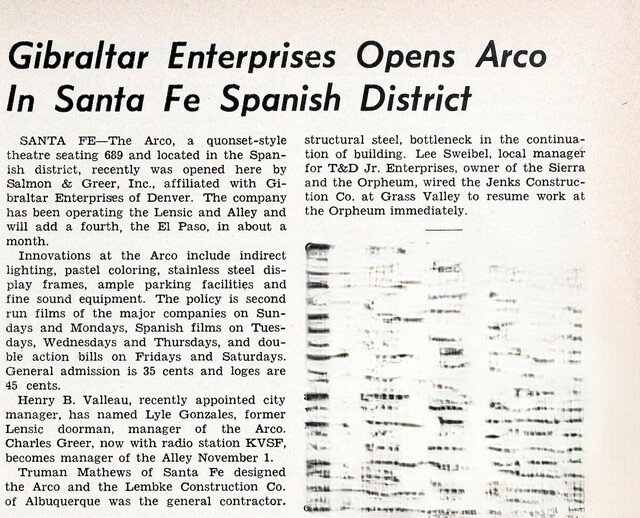 Gibraltar Enterprises Opens Arco
In Santa Fe Spanish District
SANTA FE—The Arco, a quonset-style
theatre seating 689 and located in the Span-
ish district, recently was opened here by
Salmon & Greer, Inc., affiliated with Gi-
braltar Enterprises of Denver. The company
has been operating the Lensic and Alley and
will add a fourth, the El Paso, in about a
month.
Innovations at the Arco include indirect
lighting, pastel coloring, stainless steel dis-
play frames, ample parking facilities and
fine sound equipment. The policy is second
run films of the major companies on Sun-
days and Mondays, Spanish films on Tues-
days, Wednesdays and Thursdays, and dou-
ble action bills on Fridays and Saturdays.
General admission is 35 cents and loges are
45 cents.
Henry B. Valleau, recently appointed city
manager, has named Lyle Gonzales, former
Lensic doorman, manager of the Arco.
Charles Greer, now with radio station KVSF,
becomes manager of the Alley November 1.
Truman Mathews of Santa Fe designed
the Arco and the Lembke Construction Co.
of Albuquerque was the general contractor.
structural steel, bottleneck in the continua-
tion of building. Lee Sweibel, local manager
for T&D Jr. Enterprises, owner of the Sierra
and the Orpheum, wired the Jenks Construc-
tion Co. at Grass Valley to resume work at
the Orpheum immediately.